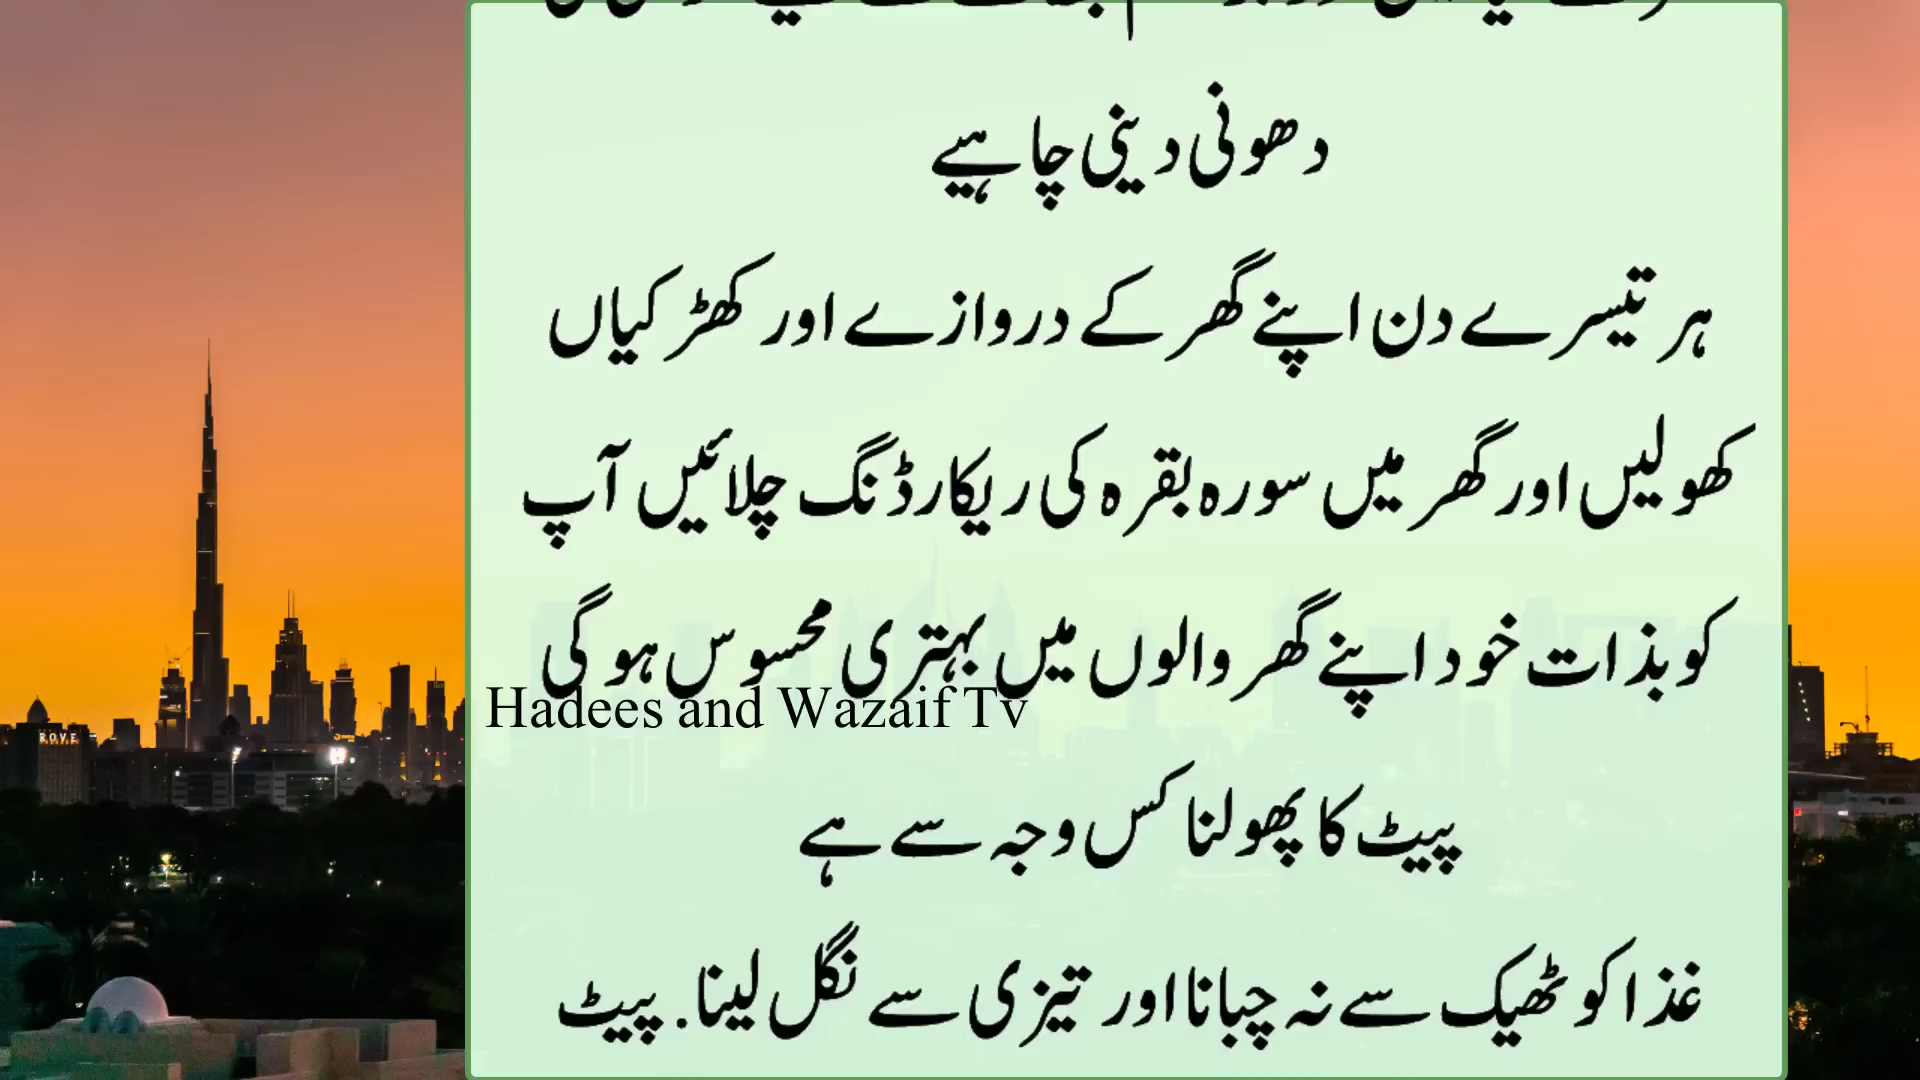 دھونی دینی چاہیے
ہر تیسرے دن اپنے گھر کے دروازے اور کھڑکیاں
کھولیں اور گھر میں سورہ بقرہ کی ریکارڈنگ چلائیں آپ
کو بذات خود اپنے گھر والوں میں بہتری محسوس ہوگی
Hadees and Wazaif Tv
پیٹ کا پھولنا کس وجہ سے ہے
غذا کو ٹھیک سے نہ چبانا اور تیزی سے نگل لینا. پیٹ
ROVE